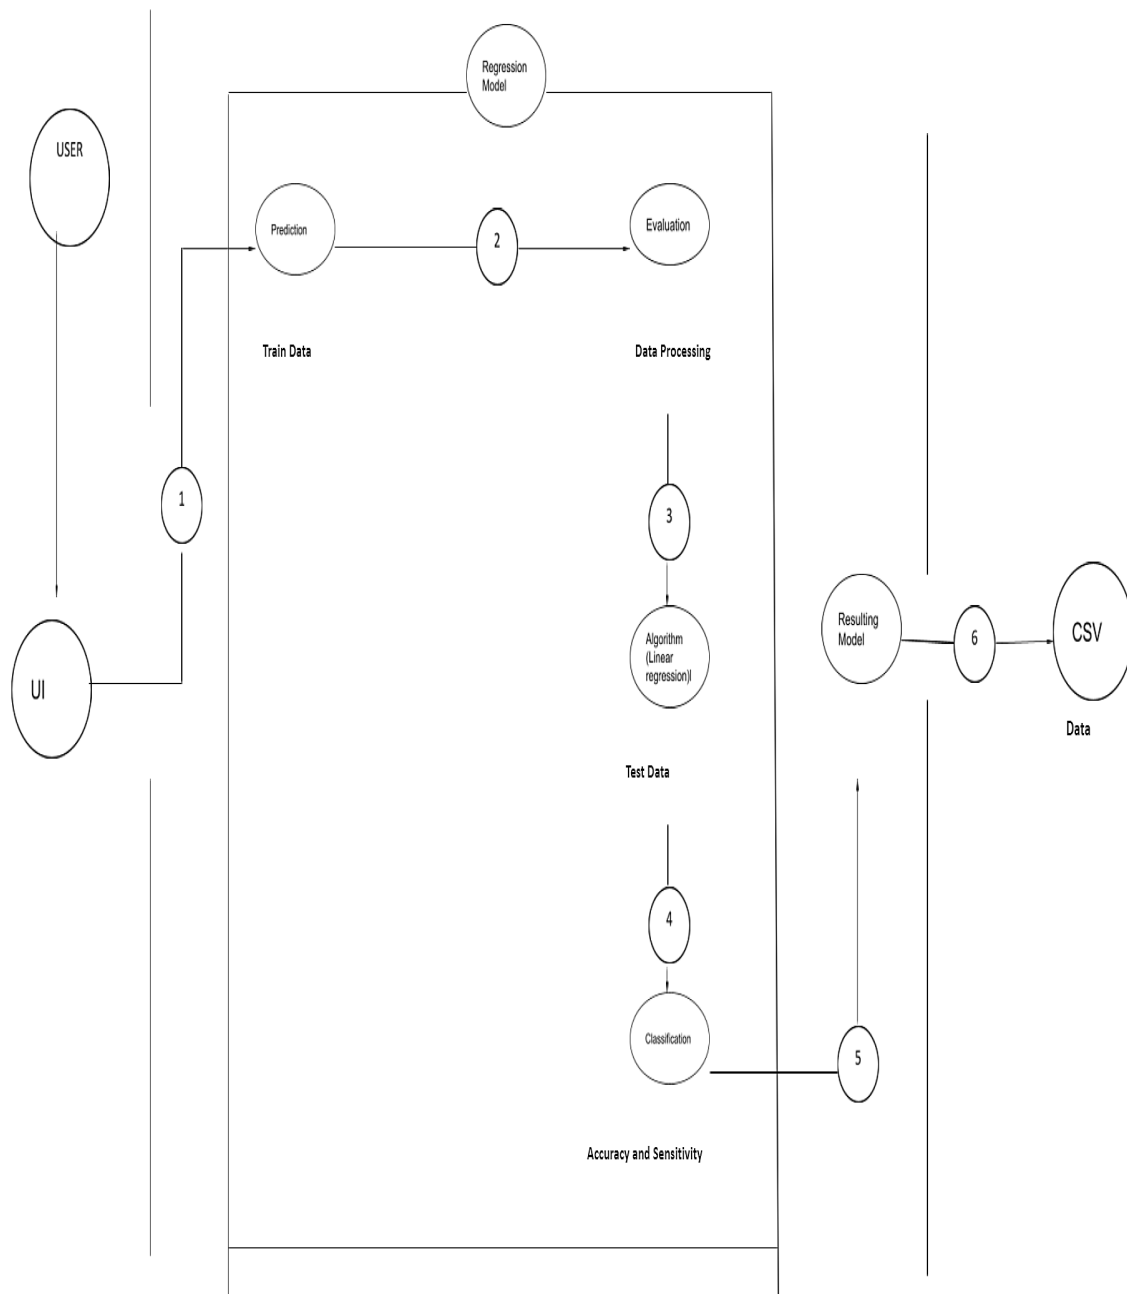 Regression
Model
USER
Prediction
2
Evaluation
Train Data
Data Processing
1
3
Algorithm
(Linear
regression)l
Resulting
Model
6
CSV
UI
Data
Test Data
4
Classification
5
Accuracy and Sensitivity